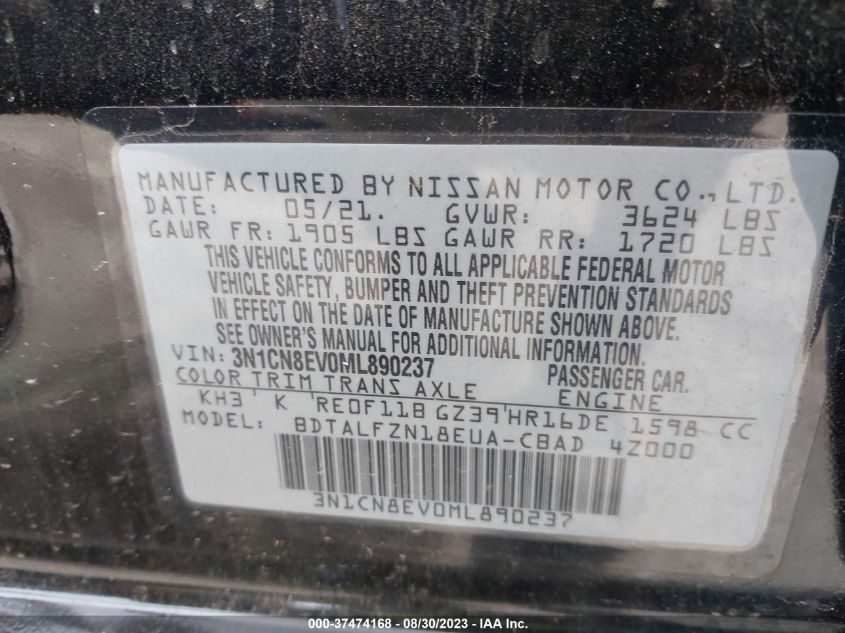 MANUFACTURED BY NISSAN MOTOR CO., LTD.
DATE: 05/21. GVWR: 3624 LBS
GAWR FR: 1905 LBS GAWR RR: 1720 LBS
THIS VEHICLE CONFORMS TO ALL APPLICABLE FEDERAL MOTOR
VEHICLE SAFETY, BUMPER AND THEFT PREVENTION STANDARDS
IN EFFECT ON THE DATE OF MANUFACTURE SHOWN ABOVE.
SEE OWNER'S MANUAL FOR ADDITIONAL INFORMATION.
VIN: 3N1CN8EV0ML890237 PASSENGER CAR.
COLOR TRIM TRANS AXLE ENGINE
KH3 K RE0F11B GZ39 HR16DE 1598 CC
MODEL: BDTALFZN18EUA-CBAD 4Z000
3N1CN8EV0ML890237
000-37474168 - 08/30/2023 - IAA Inc.